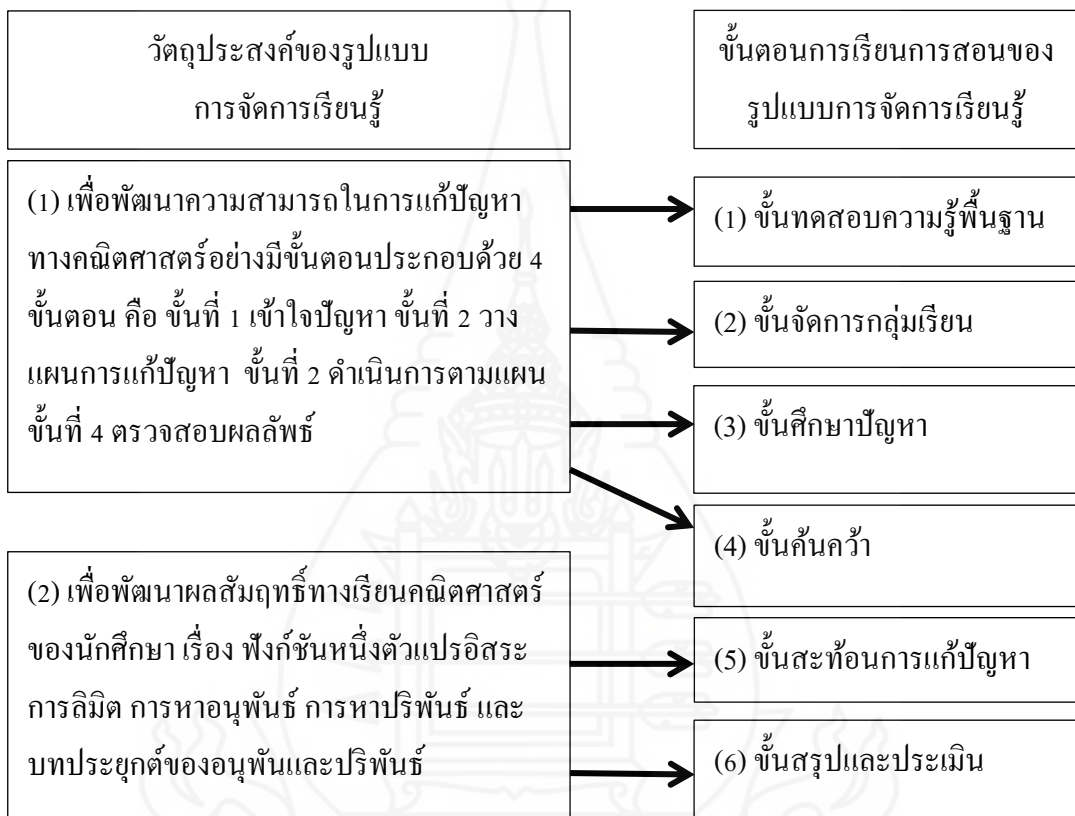 วัตถุประสงค์ของรูปแบบ
การจัดการเรียนรู้
(1) เพื่อพัฒนาความสามารถในการแก้ปัญหา
ทางคณิตศาสตร์อย่างมีขั้นตอนประกอบด้วย 4
ขั้นตอน คือ ขั้นที่ 1 เข้าใจปัญหา ขั้นที่ 2 วาง
แผนการแก้ปัญหา ขั้นที่ 2 ดำเนินการตามแผน
ขั้นที่ 4 ตรวจสอบผลลัพธ์
(2) เพื่อพัฒนาผลสัมฤทธิ์ทางเรียนคณิตศาสตร์
ของนักศึกษา เรื่อง ฟังก์ชันหนึ่งตัวแปรอิสระ
การลิมิต การหาอนุพันธ์ การหาปริพันธ์ และ
บทประยุกต์ของอนุพันและปริพันธ์
ขั้นตอนการเรียนการสอนของ
รูปแบบการจัดการเรียนรู้
(1) ขั้นทดสอบความรู้พื้นฐาน
(2) ขั้นจัดการกลุ่มเรียน
(3) ขั้นศึกษาปัญหา
(4) ขั้นค้นคว้า
(5) ขั้นสะท้อนการแก้ปัญหา
(6) ขั้นสรุปและประเมิน